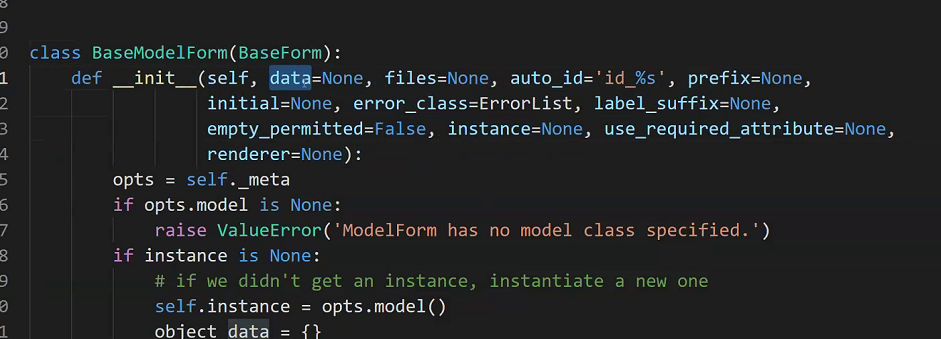 8
9
0 class BaseModelForm(BaseForm):
1     def __init__(self, data=None, files=None, auto_id='id_%s', prefix=None,
2                  initial=None, error_class=ErrorList, label_suffix=None,
3                  empty_permitted=False, instance=None, use_required_attribute=None,
4                  renderer=None):
5         opts = self._meta
6         if opts.model is None:
7             raise ValueError('ModelForm has no model class specified.')
8         if instance is None:
9             # if we didn't get an instance, instantiate a new one
0             self.instance = opts.model()
1             object_data = {}